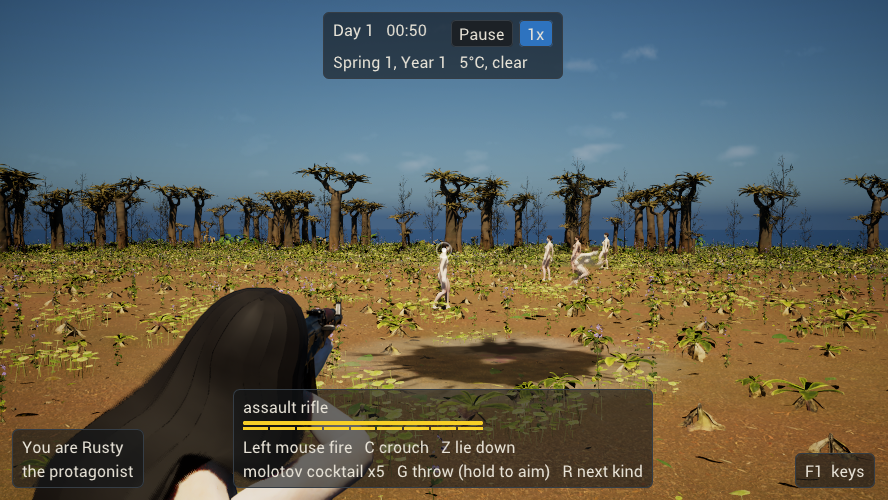 Day 1 00:50 Pause 1x
Spring 1, Year 1 5°C, clear
assault rifle
Left mouse fire C crouch Z lie down
molotov cocktail x5 G throw (hold to aim) R next kind
You are Rusty
the protagonist
F1 keys